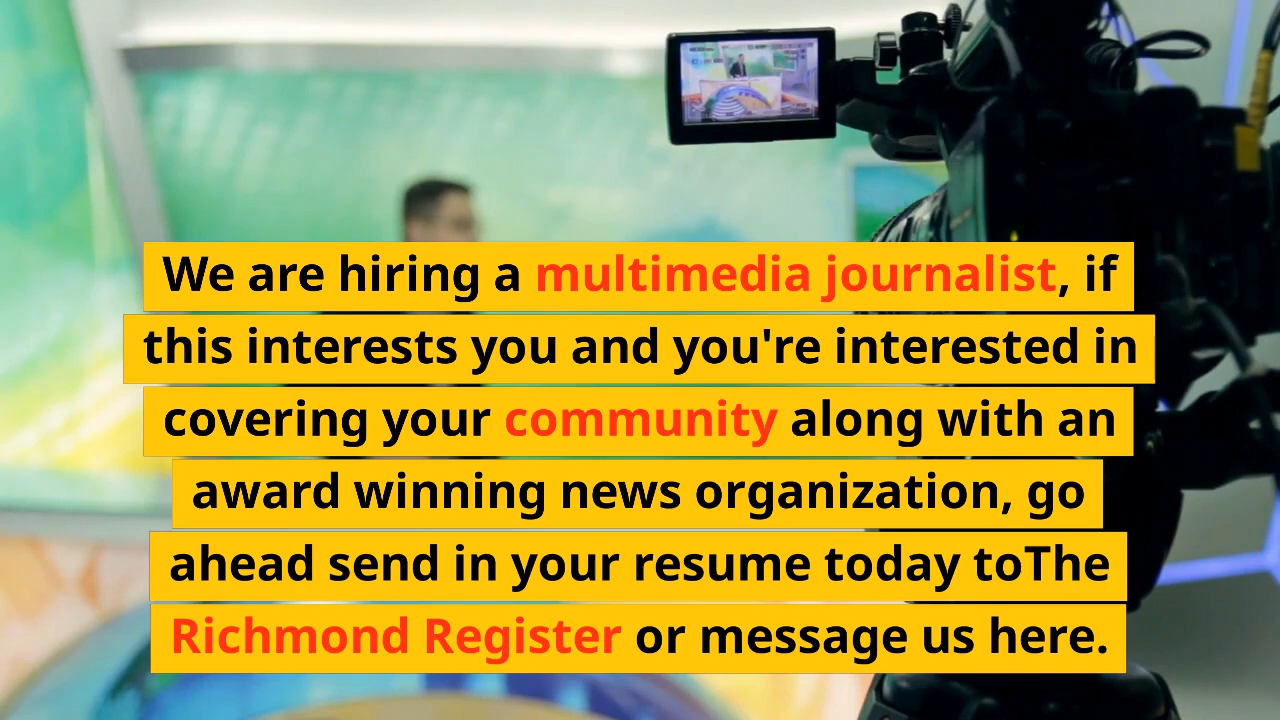 We are hiring a multimedia journalist, if
this interests you and you're interested in
covering your community along with an
award winning news organization, go
ahead send in your resume today toThe
Richmond Register or message us here.